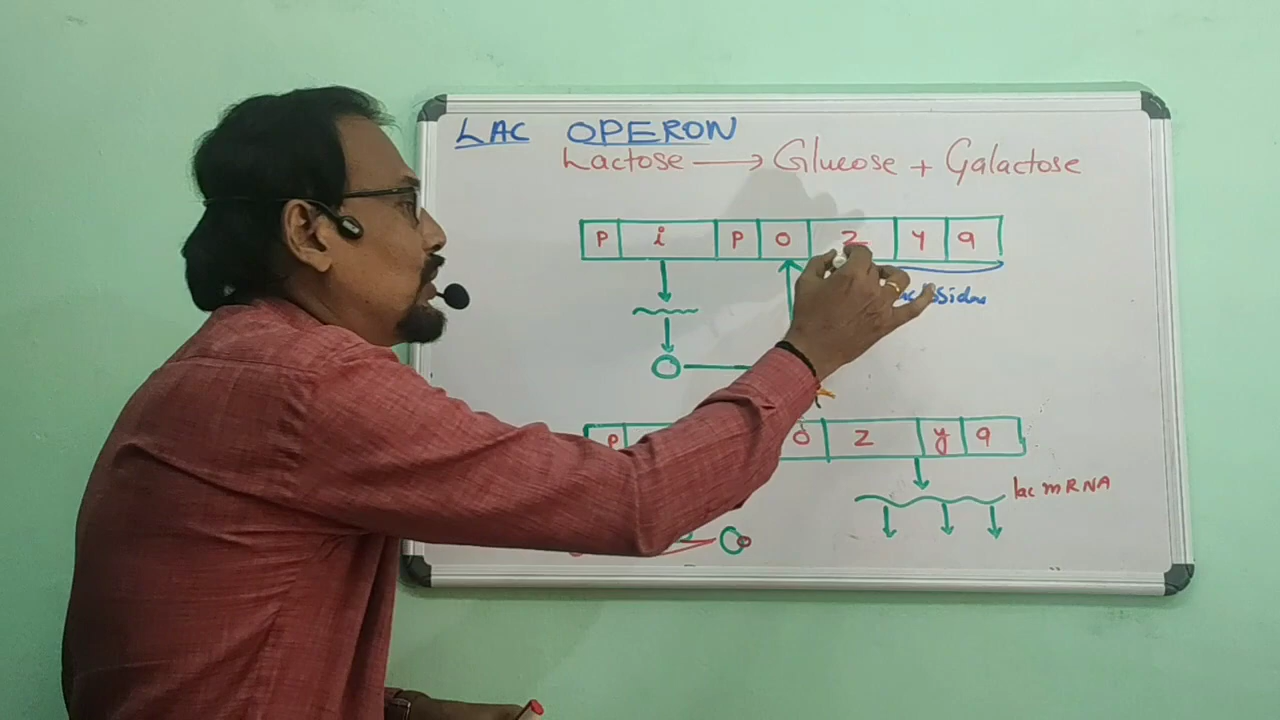 LAC OPERON
Lactose → Glucose + Galactose
P i P O Z Y a
P O Z y a
lac mRNA